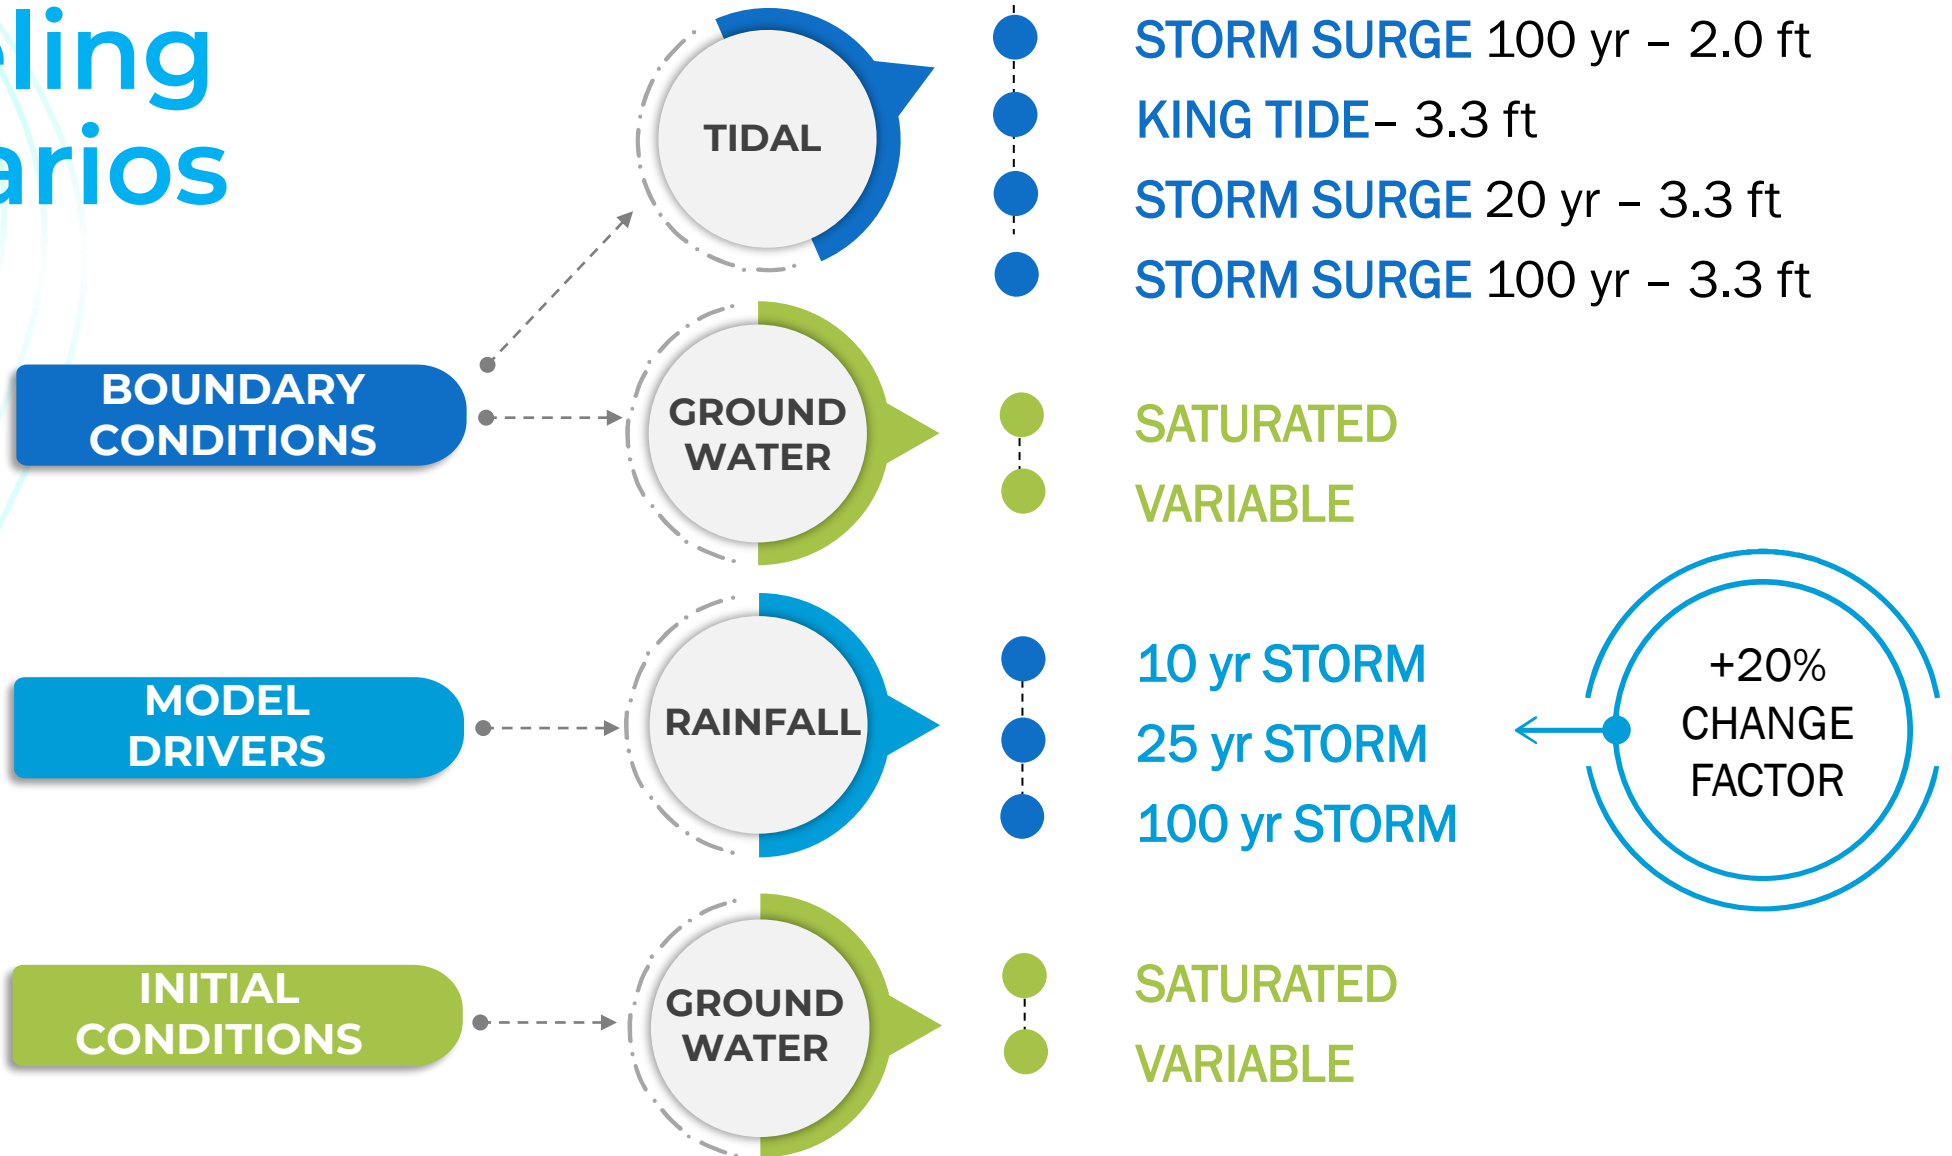 eling
arios
TIDAL
STORM SURGE 100 yr – 2.0 ft
KING TIDE– 3.3 ft
STORM SURGE 20 yr – 3.3 ft
STORM SURGE 100 yr – 3.3 ft
BOUNDARY
CONDITIONS
GROUND
WATER
SATURATED
VARIABLE
MODEL
DRIVERS
RAINFALL
10 yr STORM
25 yr STORM
100 yr STORM
+20%
CHANGE
FACTOR
INITIAL
CONDITIONS
GROUND
WATER
SATURATED
VARIABLE